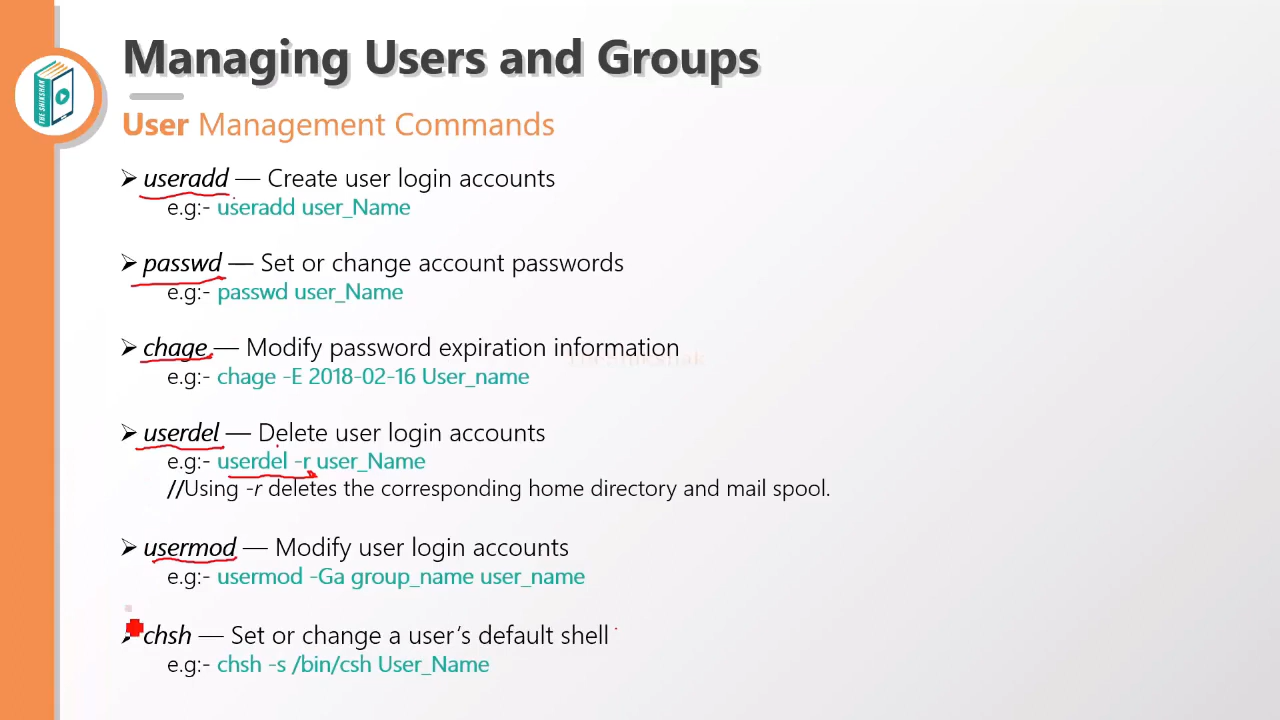 Managing Users and Groups
THE SHIKSHAK
User Management Commands
➢ useradd — Create user login accounts
e.g:- useradd user_Name
➢ passwd — Set or change account passwords
e.g:- passwd user_Name
➢ chage — Modify password expiration information
e.g:- chage -E 2018-02-16 User_name
➢ userdel — Delete user login accounts
e.g:- userdel -r user_Name
//Using -r deletes the corresponding home directory and mail spool.
➢ usermod — Modify user login accounts
e.g:- usermod -Ga group_name user_name
➢ chsh — Set or change a user's default shell
e.g:- chsh -s /bin/csh User_Name